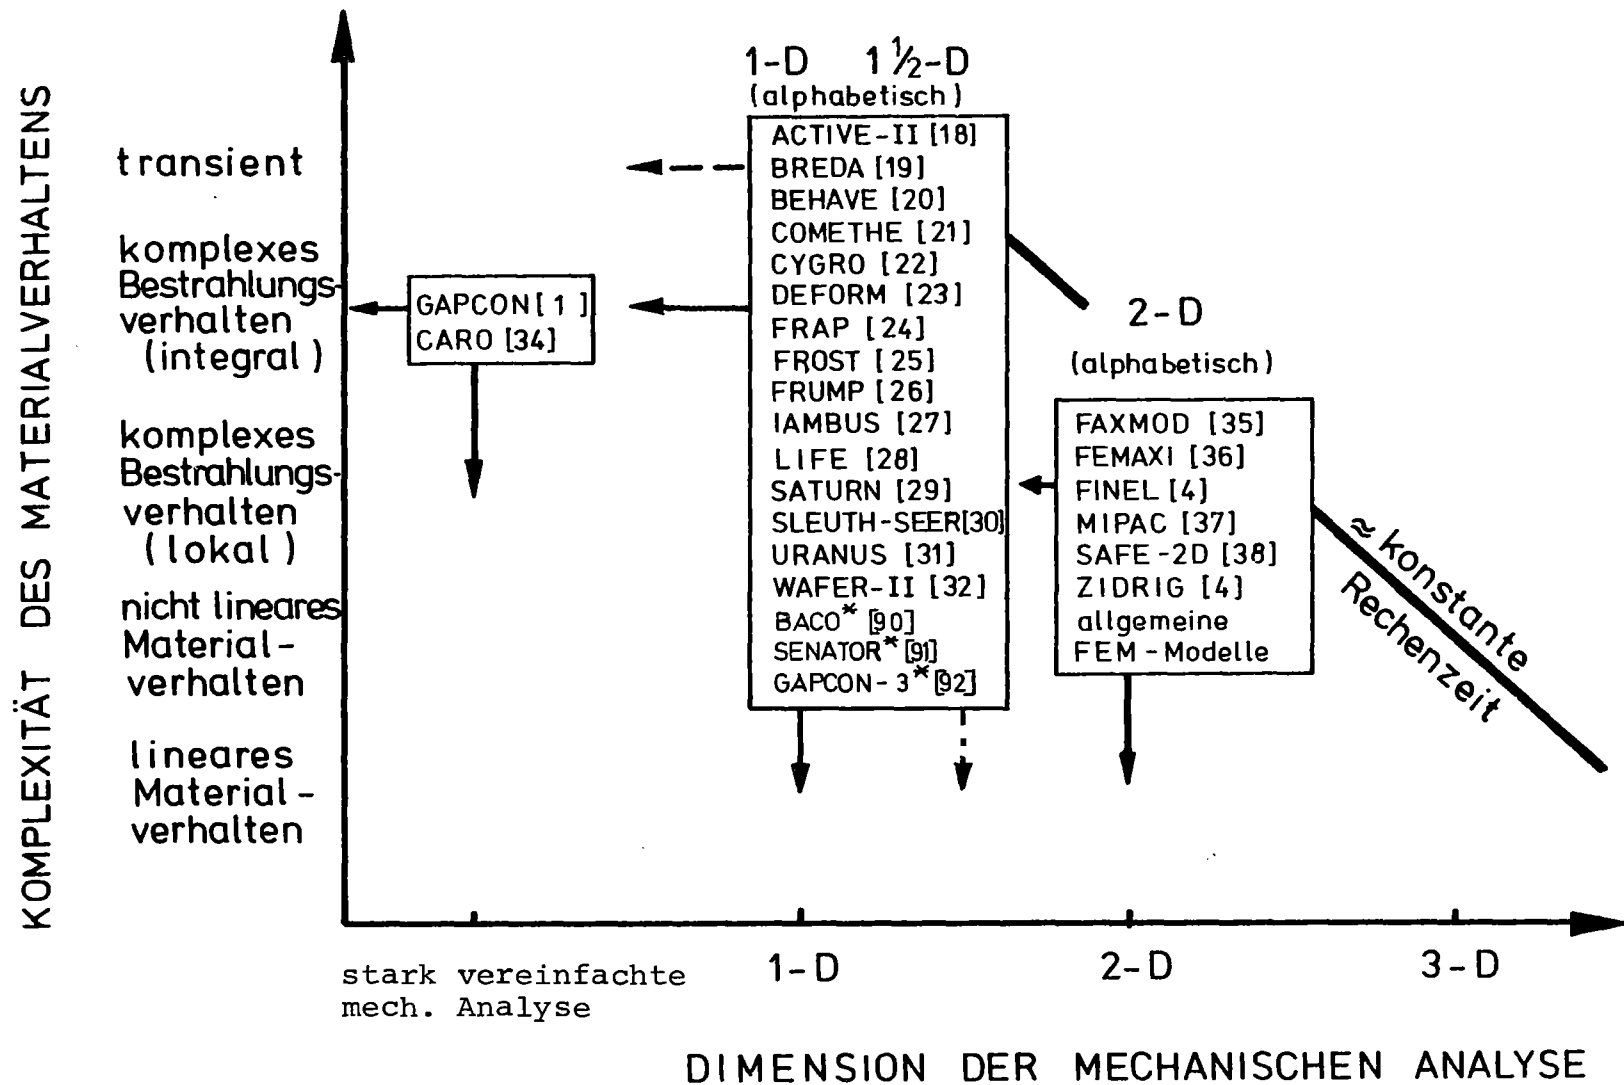 KOMPLEXITÄT DES MATERIALVERHALTENS
transient
komplexes
Bestrahlungs-
verhalten
(integral)
komplexes
Bestrahlungs-
verhalten
(lokal)
nicht lineares
Material-
verhalten
lineares
Material-
verhalten
GAPCON [1]
CARO [34]
1-D 1 ½-D
(alphabetisch)
ACTIVE-II [18]
BREDA [19]
BEHAVE [20]
COMETHE [21]
CYGRO [22]
DEFORM [23]
FRAP [24]
FROST [25]
FRUMP [26]
IAMBUS [27]
LIFE [28]
SATURN [29]
SLEUTH-SEER[30]
URANUS [31]
WAFER-II [32]
BACO* [90]
SENATOR* [91]
GAPCON-3* [92]
2-D
(alphabetisch)
FAXMOD [35]
FEMAXI [36]
FINEL [4]
MIPAC [37]
SAFE-2D [38]
ZIDRIG [4]
allgemeine
FEM-Modelle
≈ konstante
Rechenzeit
stark vereinfachte
mech. Analyse
1-D
2-D
3-D
DIMENSION DER MECHANISCHEN ANALYSE